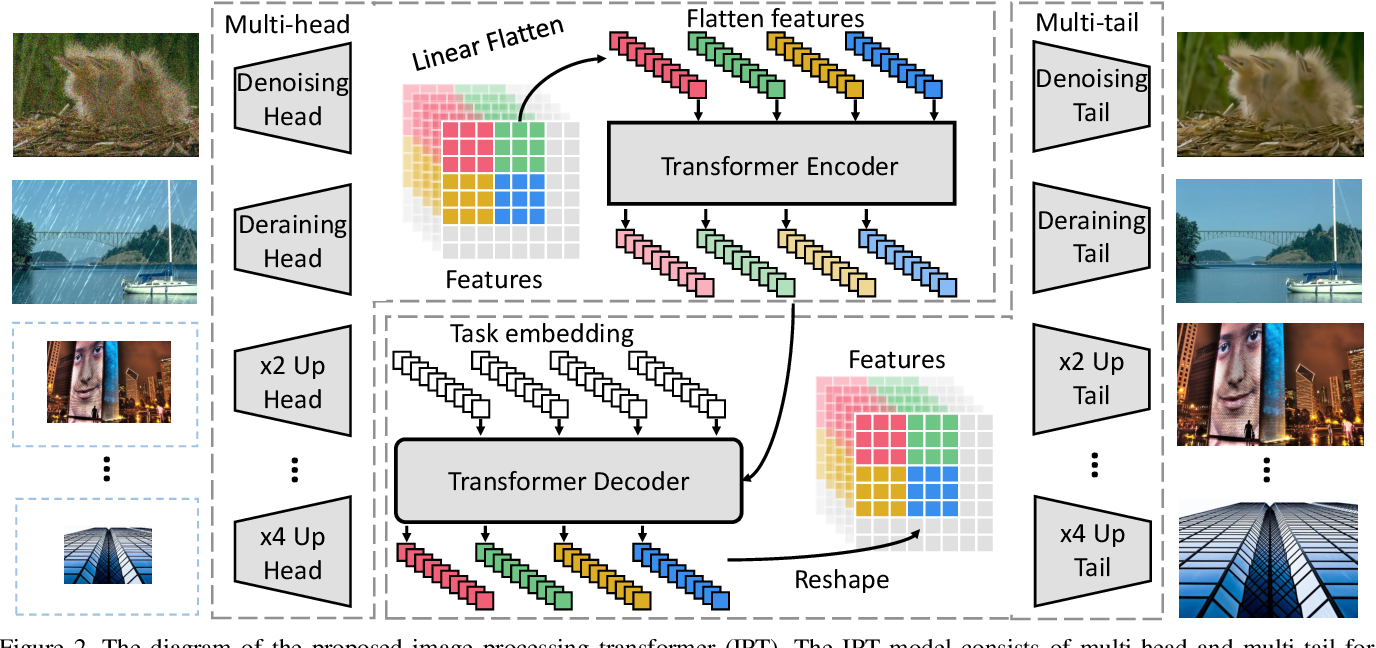 Multi-head
Denoising
Head
Deraining
Head
x2 Up
Head
x4 Up
Head
Linear Flatten
Flatten features
Features
Transformer Encoder
Task embedding
Transformer Decoder
Features
Reshape
Multi-tail
Denoising
Tail
Deraining
Tail
x2 Up
Tail
x4 Up
Tail
Figure 2. The diagram of the proposed image processing transformer (IPT). The IPT model consists of multi head and multi tail for